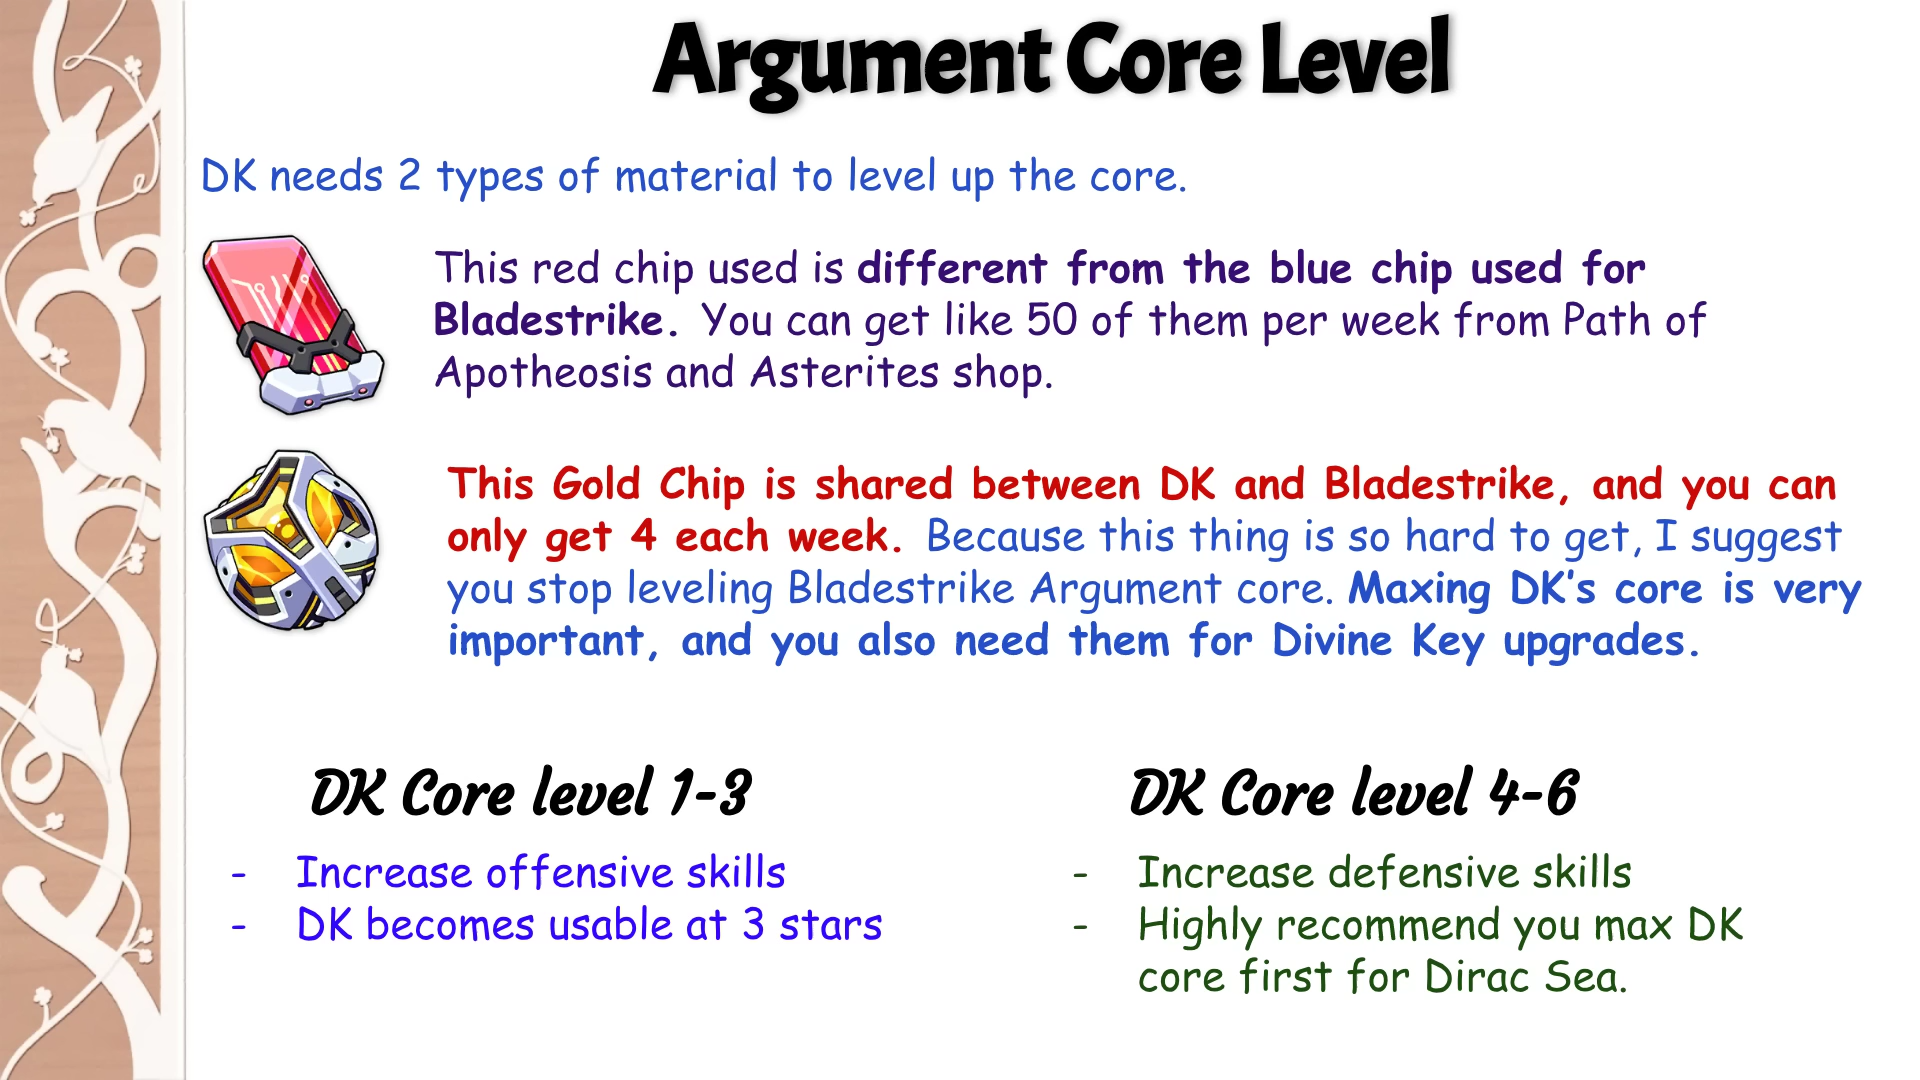 Argument Core Level
DK needs 2 types of material to level up the core.
This red chip used is different from the blue chip used for
Bladestrike. You can get like 50 of them per week from Path of
Apotheosis and Asterites shop.
This Gold Chip is shared between DK and Bladestrike, and you can
only get 4 each week. Because this thing is so hard to get, I suggest
you stop leveling Bladestrike Argument core. Maxing DK's core is very
important, and you also need them for Divine Key upgrades.
DK Core level 1-3
- Increase offensive skills
- DK becomes usable at 3 stars
DK Core level 4-6
- Increase defensive skills
- Highly recommend you max DK
core first for Dirac Sea.